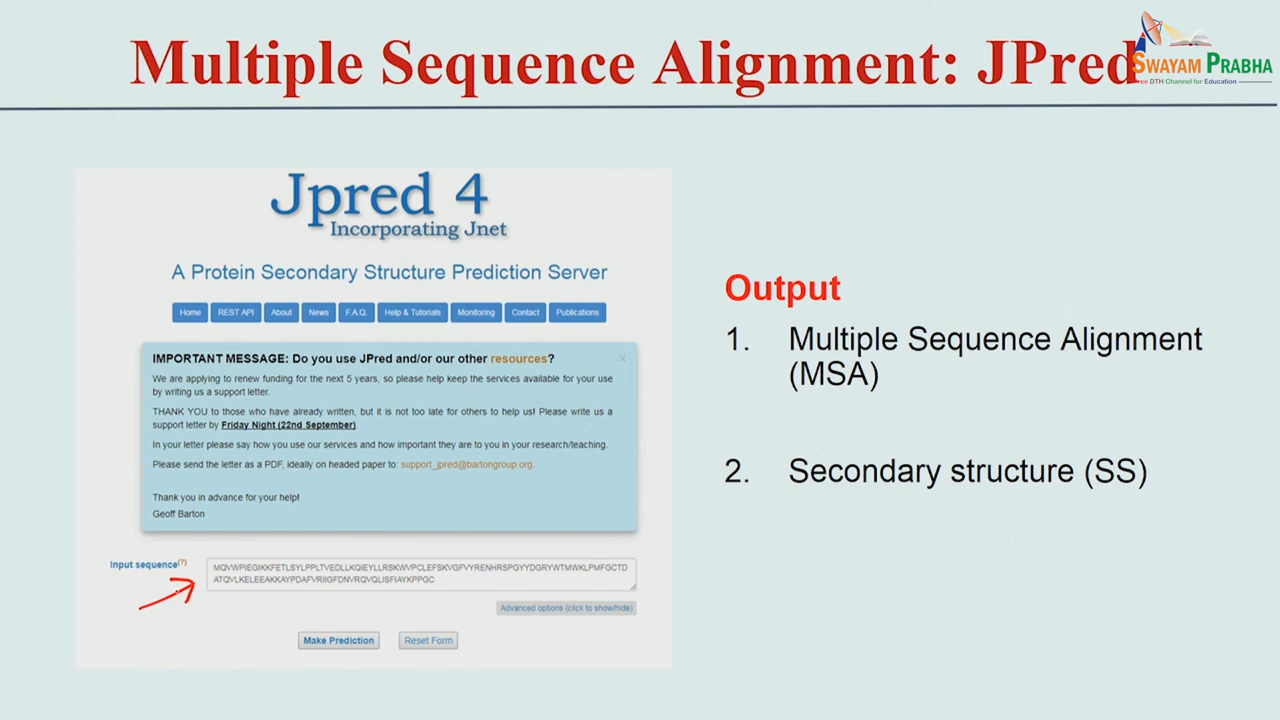 Multiple Sequence Alignment: JPred
SWAYAM PRABHA
Free DTH Channel for Education
Jpred 4
Incorporating Jnet
A Protein Secondary Structure Prediction Server
Home REST API About News F.A.Q. Help & Tutorials Monitoring Contact Publications
IMPORTANT MESSAGE: Do you use JPred and/or our other resources? ×
We are applying to renew funding for the next 5 years, so please help keep the services available for your use
by writing us a support letter.
THANK YOU to those who have already written, but it is not too late for others to help us! Please write us a
support letter by Friday Night (22nd September).
In your letter please say how you use our services and how important they are to you in your research/teaching.
Please send the letter as a PDF, ideally on headed paper to: support_jpred@bartongroup.org.
Thank you in advance for your help!
Geoff Barton
Input sequence(?)
MQVWPIEGIKKFETLSYLPPLTVEDLLKQIEYLLRSKWVPCLEFSKVGFVYRENHRSPGYYDGRYWTMWKLPMFGCTD
ATQVLKELEEAKKAYPDAFVRIIGFDNVRQVQLISFIAYKPPGC
Advanced options (click to show/hide)
Make Prediction Reset Form
Output
1. Multiple Sequence Alignment
(MSA)
2. Secondary structure (SS)